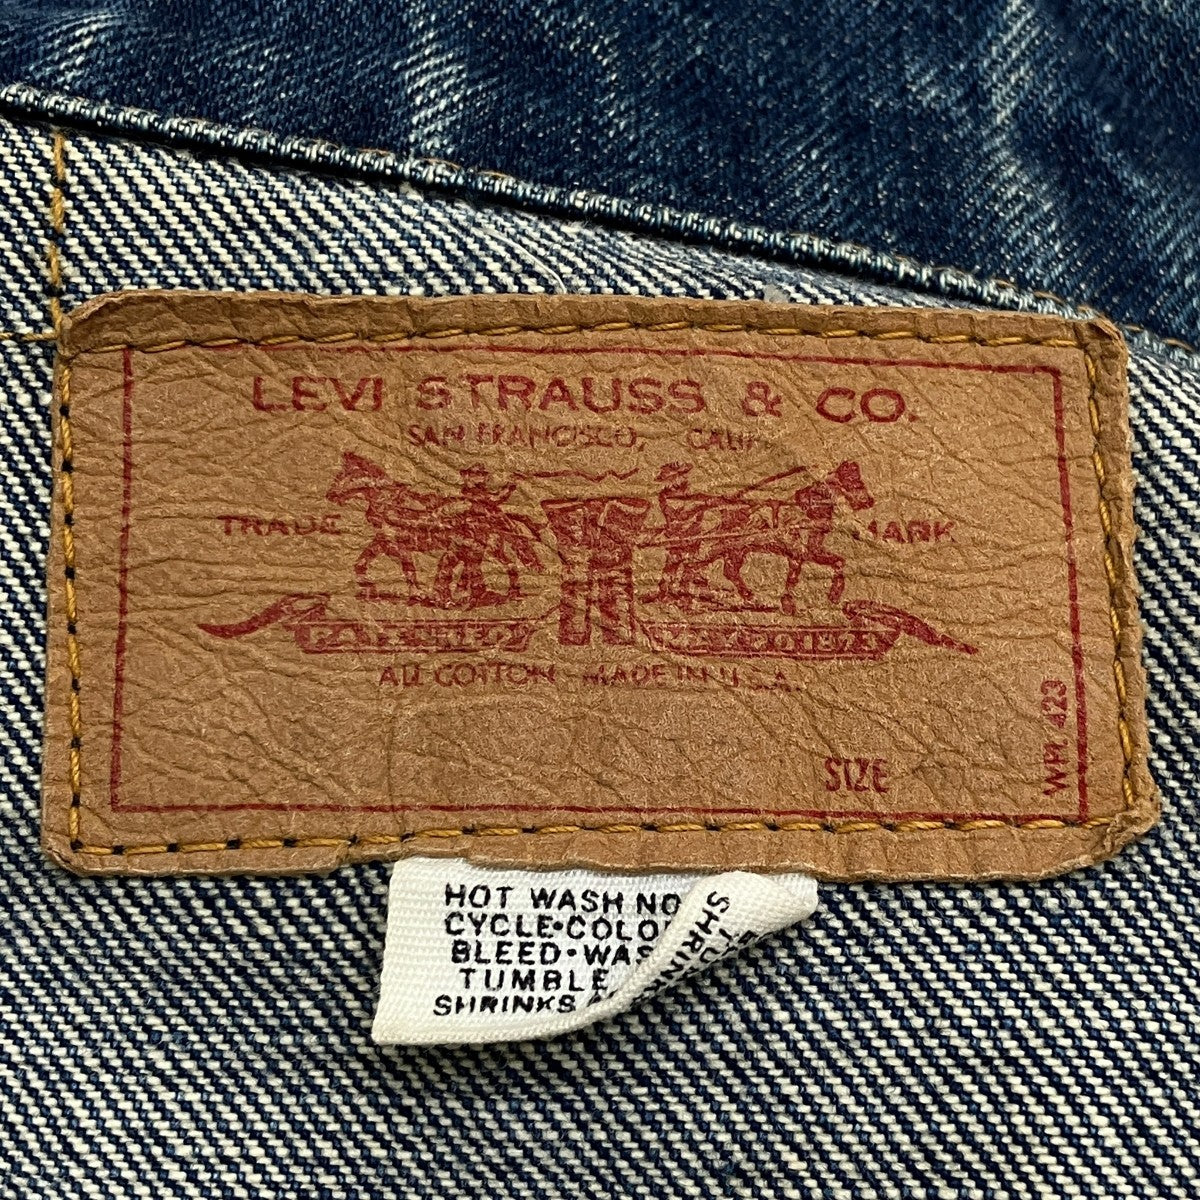 LEVI STRAUSS & CO.
SAN FRANCISCO, CALIF.
TRADE MARK
ALL COTTON MADE IN U.S.A.
SIZE
WPL 423
HOT WASH NO
CYCLE•COLO
BLEED•WAS
TUMBLE
SHRINKS